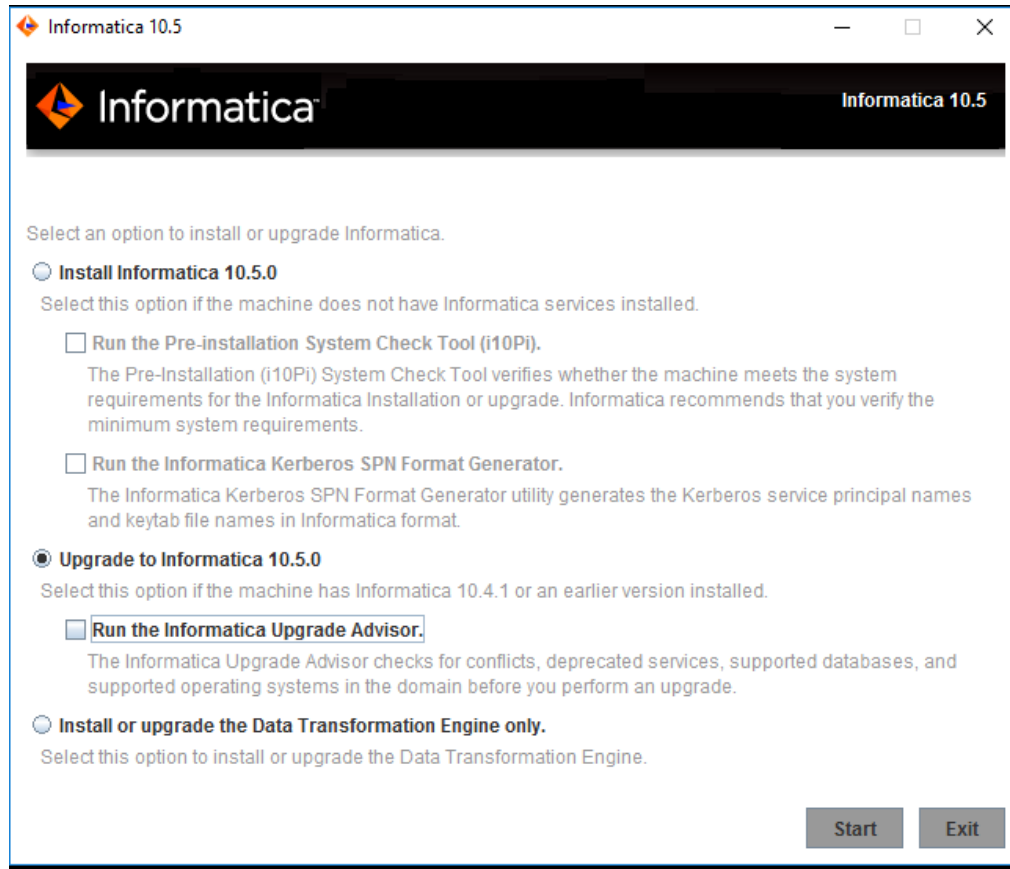 Informatica 10.5
Informatica
Informatica 10.5
Select an option to install or upgrade Informatica.
Install Informatica 10.5.0
Select this option if the machine does not have Informatica services installed.
Run the Pre-installation System Check Tool (i10Pi).
The Pre-Installation (i10Pi) System Check Tool verifies whether the machine meets the system
requirements for the Informatica Installation or upgrade. Informatica recommends that you verify the
minimum system requirements.
Run the Informatica Kerberos SPN Format Generator.
The Informatica Kerberos SPN Format Generator utility generates the Kerberos service principal names
and keytab file names in Informatica format.
Upgrade to Informatica 10.5.0
Select this option if the machine has Informatica 10.4.1 or an earlier version installed.
Run the Informatica Upgrade Advisor.
The Informatica Upgrade Advisor checks for conflicts, deprecated services, supported databases, and
supported operating systems in the domain before you perform an upgrade.
Install or upgrade the Data Transformation Engine only.
Select this option to install or upgrade the Data Transformation Engine.
Start Exit